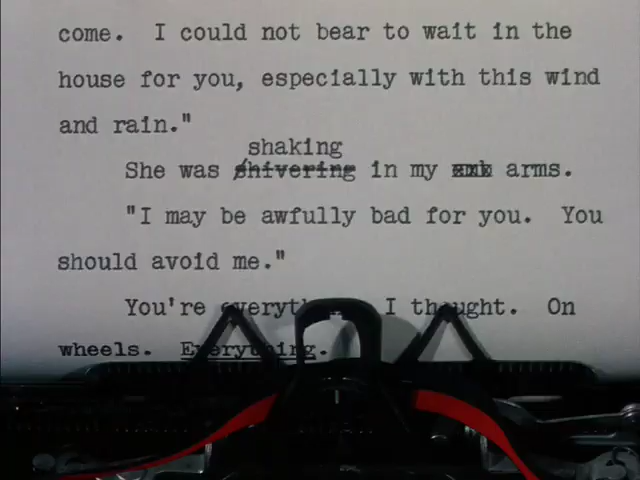 come. I could not bear to wait in the
house for you, especially with this wind
and rain."
shaking
She was shivering in my arms.
"I may be awfully bad for you. You
should avoid me."
You're I thought. On
wheels. Everything.